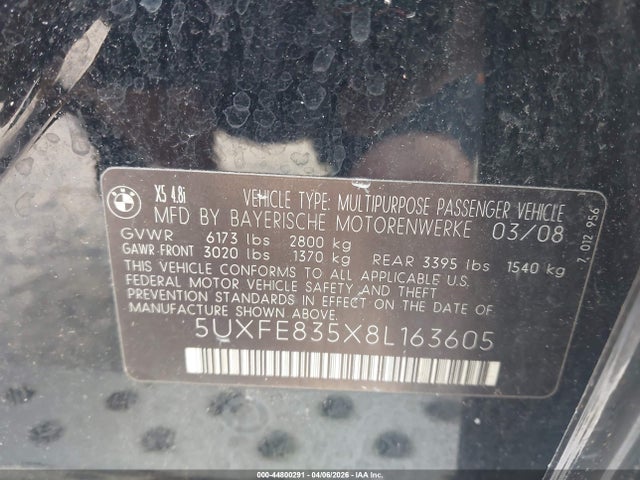 BMW
X5 4.8i
VEHICLE TYPE: MULTIPURPOSE PASSENGER VEHICLE
MFD BY BAYERISCHE MOTORENWERKE 03/08
GVWR 6173 lbs 2800 kg
GAWR FRONT 3020 lbs 1370 kg REAR 3395 lbs 1540 kg
THIS VEHICLE CONFORMS TO ALL APPLICABLE U.S.
FEDERAL MOTOR VEHICLE SAFETY, BUMPER, AND THEFT
PREVENTION STANDARDS IN EFFECT ON THE DATE OF
MANUFACTURE SHOWN ABOVE.
5UXFE835X8L163605
7 012 956
000-44800291 - 04/06/2026 - IAA Inc.